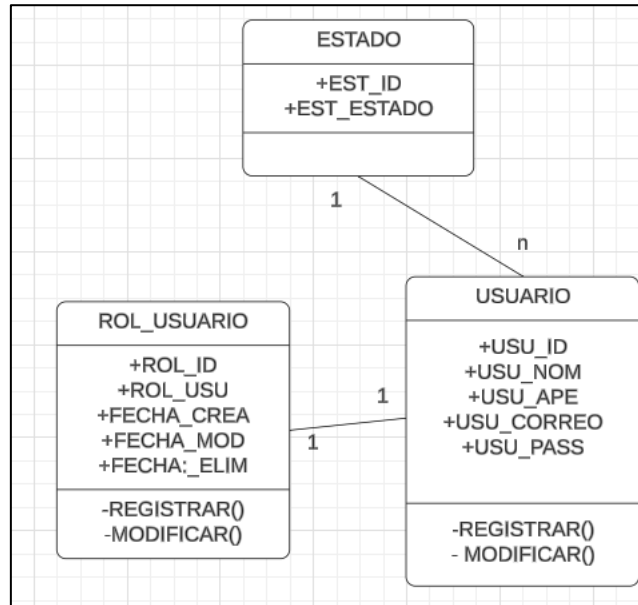 ESTADO
+EST_ID
+EST_ESTADO
1
n
USUARIO
+USU_ID
+USU_NOM
+USU_APE
+USU_CORREO
+USU_PASS
-REGISTRAR()
- MODIFICAR()
1
1
ROL_USUARIO
+ROL_ID
+ROL_USU
+FECHA_CREA
+FECHA_MOD
+FECHA:_ELIM
-REGISTRAR()
-MODIFICAR()